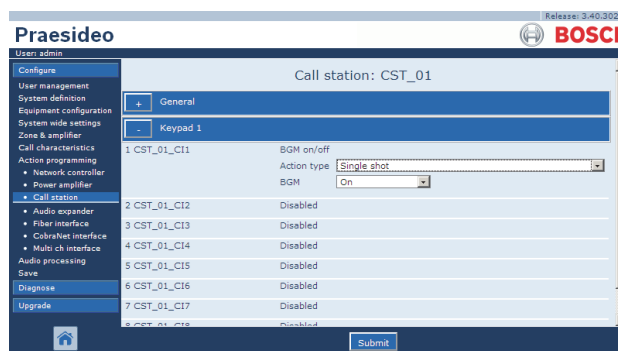 Release: 3.40.302
Praesideo
BOSCH
User: admin
Configure
User management
System definition
Equipment configuration
System wide settings
Zone & amplifier
Call characteristics
Action programming
• Network controller
• Power amplifier
• Call station
• Audio expander
• Fiber interface
• CobraNet interface
• Multi ch interface
Audio processing
Save
Diagnose
Upgrade
Call station: CST_01
+ General
- Keypad 1
1 CST_01_CI1 BGM on/off
Action type Single shot
BGM On
2 CST_01_CI2 Disabled
3 CST_01_CI3 Disabled
4 CST_01_CI4 Disabled
5 CST_01_CI5 Disabled
6 CST_01_CI6 Disabled
7 CST_01_CI7 Disabled
8 CST_01_CI8 Disabled
Submit